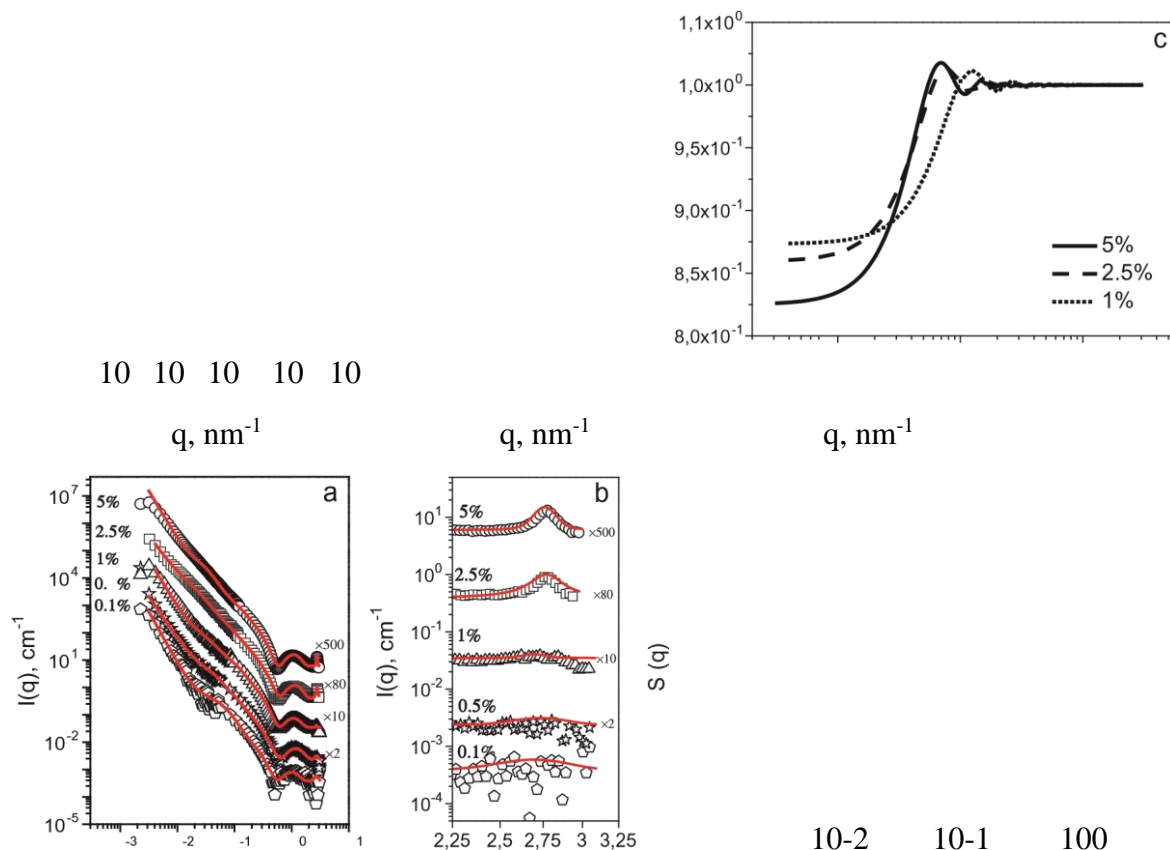 1,1x10⁰
c
1,0x10⁰
9,5x10⁻¹
9,0x10⁻¹
8,5x10⁻¹
8,0x10⁻¹
5%
2.5%
1%
10 10 10 10 10
q, nm⁻¹ q, nm⁻¹ q, nm⁻¹
a
I(q), cm⁻¹
10⁷
10⁴
10¹
10⁻²
10⁻⁵
5%
2.5%
1%
0. %
0.1%
×500
×80
×10
×2
-3 -2 -1 0 1
b
I(q), cm⁻¹
10¹
10⁰
10⁻¹
10⁻²
10⁻³
10⁻⁴
5%
×500
2.5%
×80
1%
×10
0.5%
×2
0.1%
2,25 2,5 2,75 3 3,25
S (q)
10-2 10-1 100